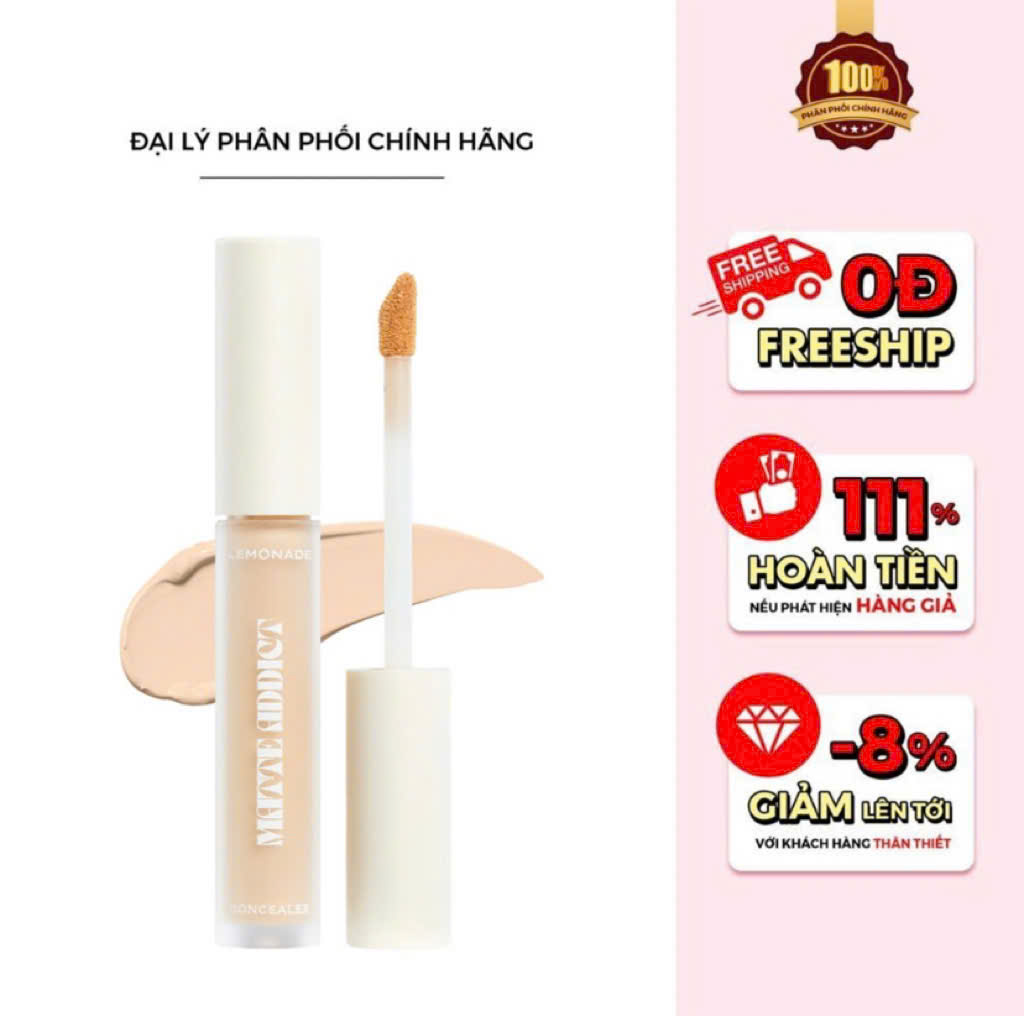 ĐẠI LÝ PHÂN PHỐI CHÍNH HÃNG
LEMONADE
MATTE ADDICT
CONCEALER
100%
PHÂN PHỐI CHÍNH HÃNG
FREE
SHIPPING
0Đ
FREESHIP
111%
HOÀN TIỀN
NẾU PHÁT HIỆN HÀNG GIẢ
-8%
GIẢM LÊN TỚI
VỚI KHÁCH HÀNG THÂN THIẾT